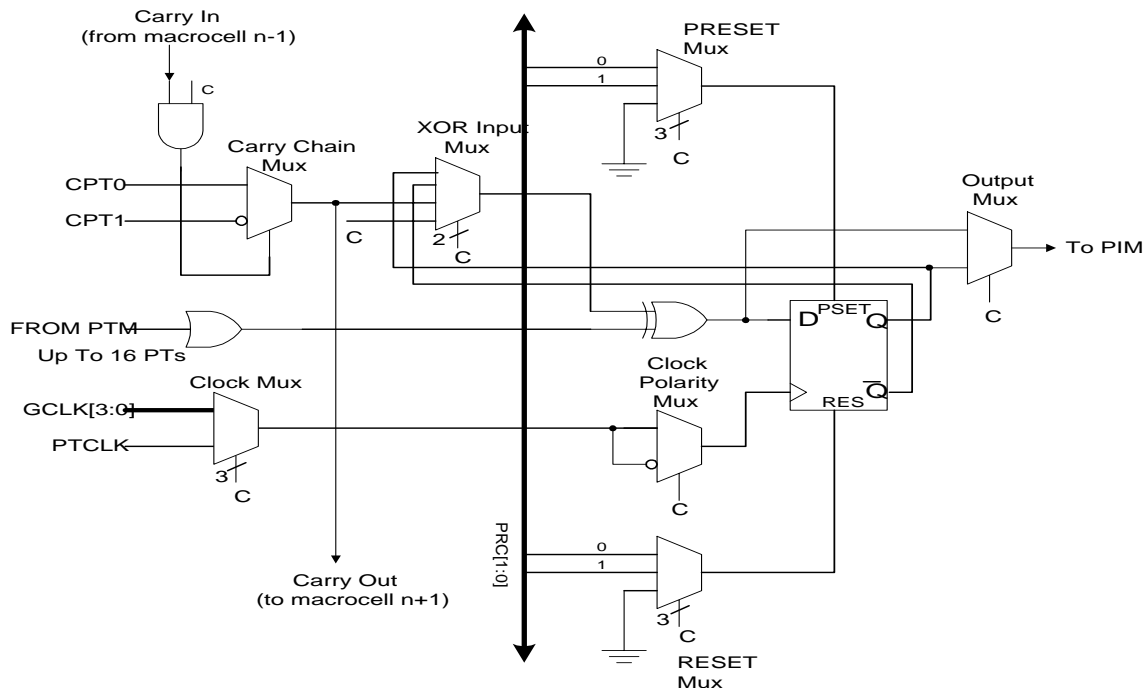 Carry In
(from macrocell n-1)
C
PRESET
Mux
0
1
3
C
XOR Input
Mux
Carry Chain
Mux
CPT0
CPT1
C
2
C
Output
Mux
To PIM
C
FROM PTM
Up To 16 PTs
PSET
D
Q
Q
RES
Clock
Polarity
Mux
C
Clock Mux
GCLK[3:0]
PTCLK
3
C
PRC[1:0]
0
1
3
C
RESET
Mux
Carry Out
(to macrocell n+1)